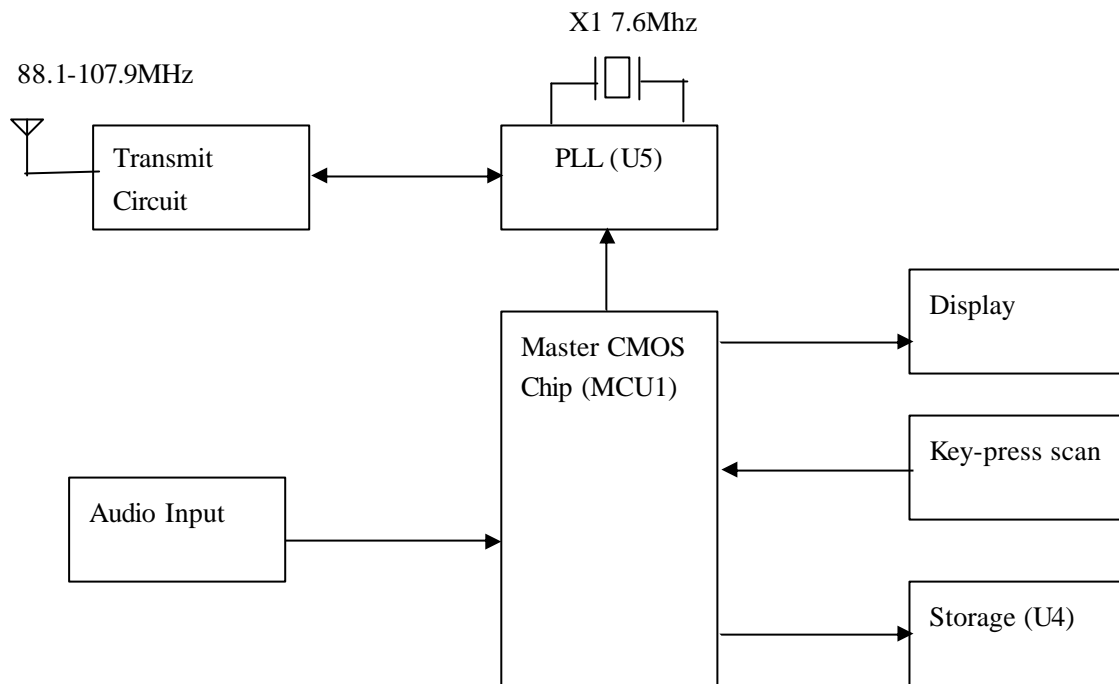 X1 7.6Mhz
88.1-107.9MHz
Transmit
Circuit
PLL (U5)
Display
Master CMOS
Chip (MCU1)
Key-press scan
Audio Input
Storage (U4)